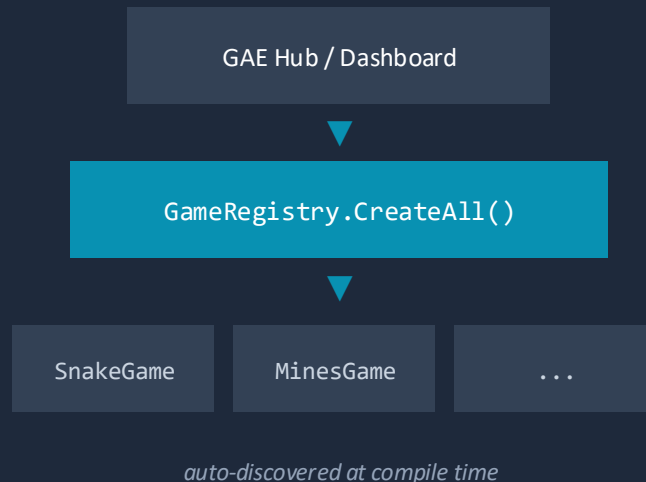 GAE Hub / Dashboard
GameRegistry.CreateAll()
SnakeGame MinesGame ...
auto-discovered at compile time